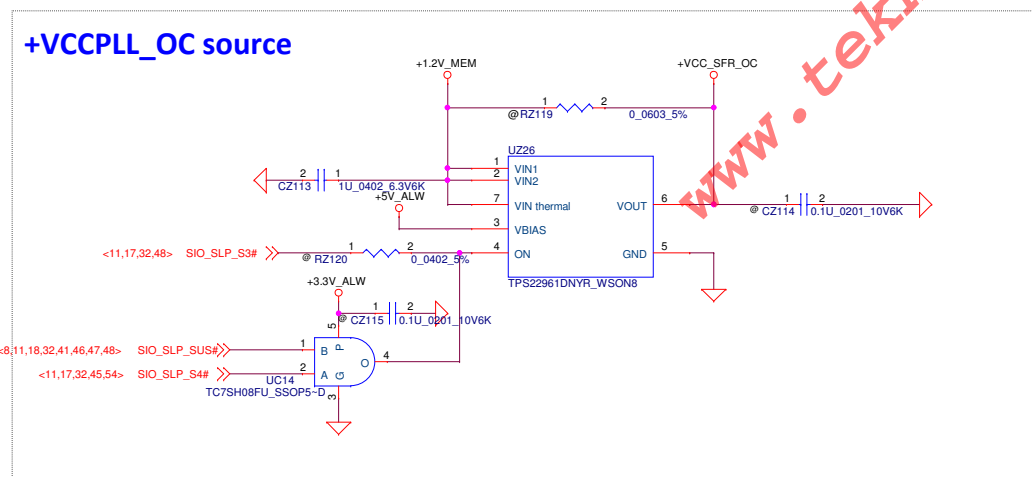 +VCCPLL_OC source
+1.2V_MEM
+VCC_SFR_OC
1 2
@ RZ119 0_0603_5%
UZ26
1 VIN1
2 VIN2
7 VIN thermal
VOUT 6
3 VBIAS
4 ON
GND 5
TPS22961DNYR_WSON8
2 1
CZ113 1U_0402_6.3V6K
+5V_ALW
1 2
@ CZ114 0.1U_0201_10V6K
<11,17,32,48> SIO_SLP_S3#
1 2
@ RZ120 0_0402_5%
+3.3V_ALW
1 2
@ CZ115 0.1U_0201_10V6K
5
8,11,18,32,41,46,47,48> SIO_SLP_SUS#
1 B P
O 4
<11,17,32,45,54> SIO_SLP_S4#
2 A G
UC14
3
TC7SH08FU_SSOP5~D